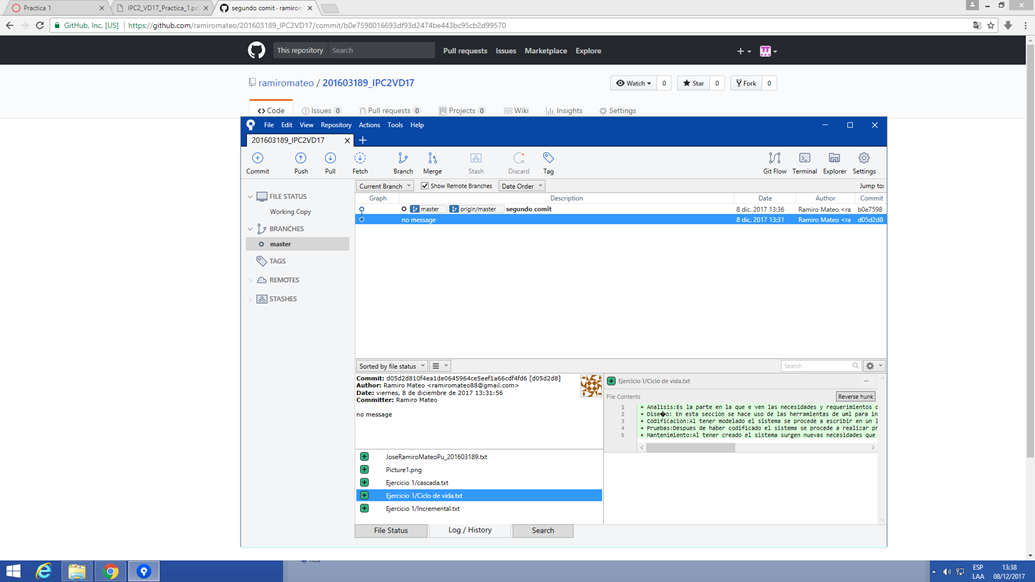 Practica 1
IPC2_VD17_Practica_1.p
segundo comit · ramiro
GitHub, Inc. [US]
https://github.com/ramiromateo/201603189_IPC2VD17/commit/b0e7598016693df93d2474be443bc95cb2d99570
This repository
Search
Pull requests
Issues
Marketplace
Explore
ramiromateo / 201603189_IPC2VD17
Watch
0
Star
0
Fork
0
Code
Issues 0
Pull requests 0
Projects 0
Wiki
Insights
Settings
File
Edit
View
Repository
Actions
Tools
Help
201603189_IPC2VD17
Commit
Push
Pull
Fetch
Branch
Merge
Stash
Discard
Tag
Git Flow
Terminal
Explorer
Settings
FILE STATUS
Working Copy
BRANCHES
master
TAGS
REMOTES
STASHES
Current Branch
Show Remote Branches
Date Order
Jump to:
Graph
Description
Date
Author
Commit
master
origin/master
segundo comit
8 dic. 2017 13:36
Ramiro Mateo <ra
b0e7598
no message
8 dic. 2017 13:31
Ramiro Mateo <ra
d05d2d8
Sorted by file status
Search
Commit: d05d2d810f4ea1de0645964ce5eef1a66cdf4fd6 [d05d2d8]
Author: Ramiro Mateo <ramiromateo88@gmail.com>
Date: viernes, 8 de diciembre de 2017 13:31:56
Committer: Ramiro Mateo
no message
JoseRamiroMateoPu_201603189.txt
Picture1.png
Ejercicio 1/cascada.txt
Ejercicio 1/Ciclo de vida.txt
Ejercicio 1/Incremental.txt
Ejercicio 1/Ciclo de vida.txt
File Contents
Reverse hunk
1 + Analisis:Es la parte en la que e ven las necesidades y requerimientos
2 + Dise�o: En esta seccion se hace uso de las herramientas de uml para
3 + Codificacion:Al tener modelado el sistema se procede a escribir en un
4 + Pruebas:Despues de haber codificado el sistema se procede a realizar
5 + Mantenimiento:Al tener creado el sistema surgen nuevas necesidades que
File Status
Log / History
Search
ESP
LAA
13:38
08/12/2017